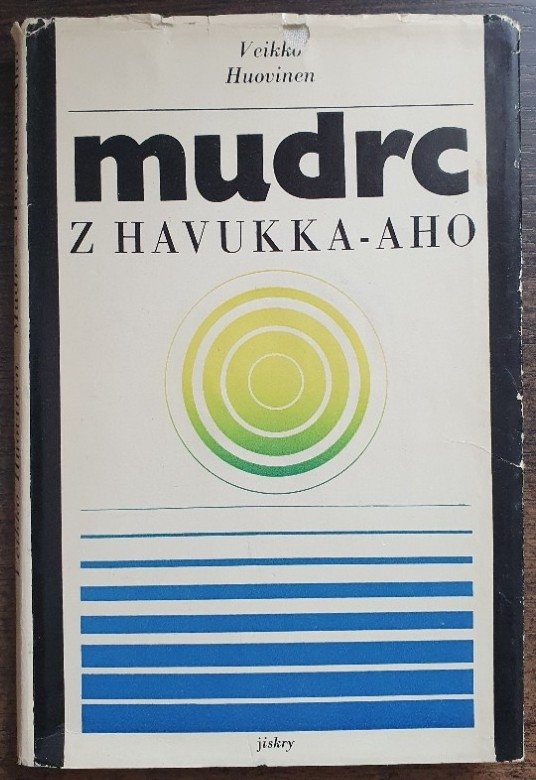 Veikko
Huovinen
mudrc
Z HAVUKKA-AHO
jiskry